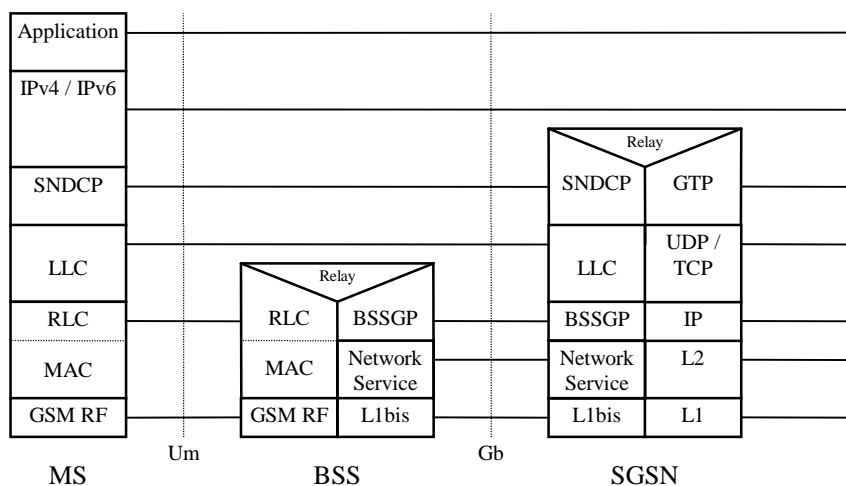 Application
IPv4 / IPv6
Relay
SNDCP
SNDCP
GTP
LLC
Relay
LLC
UDP /
TCP
RLC
RLC
BSSGP
BSSGP
IP
MAC
MAC
Network
Service
Network
Service
L2
GSM RF
GSM RF
L1bis
L1bis
L1
Um
Gb
MS
BSS
SGSN